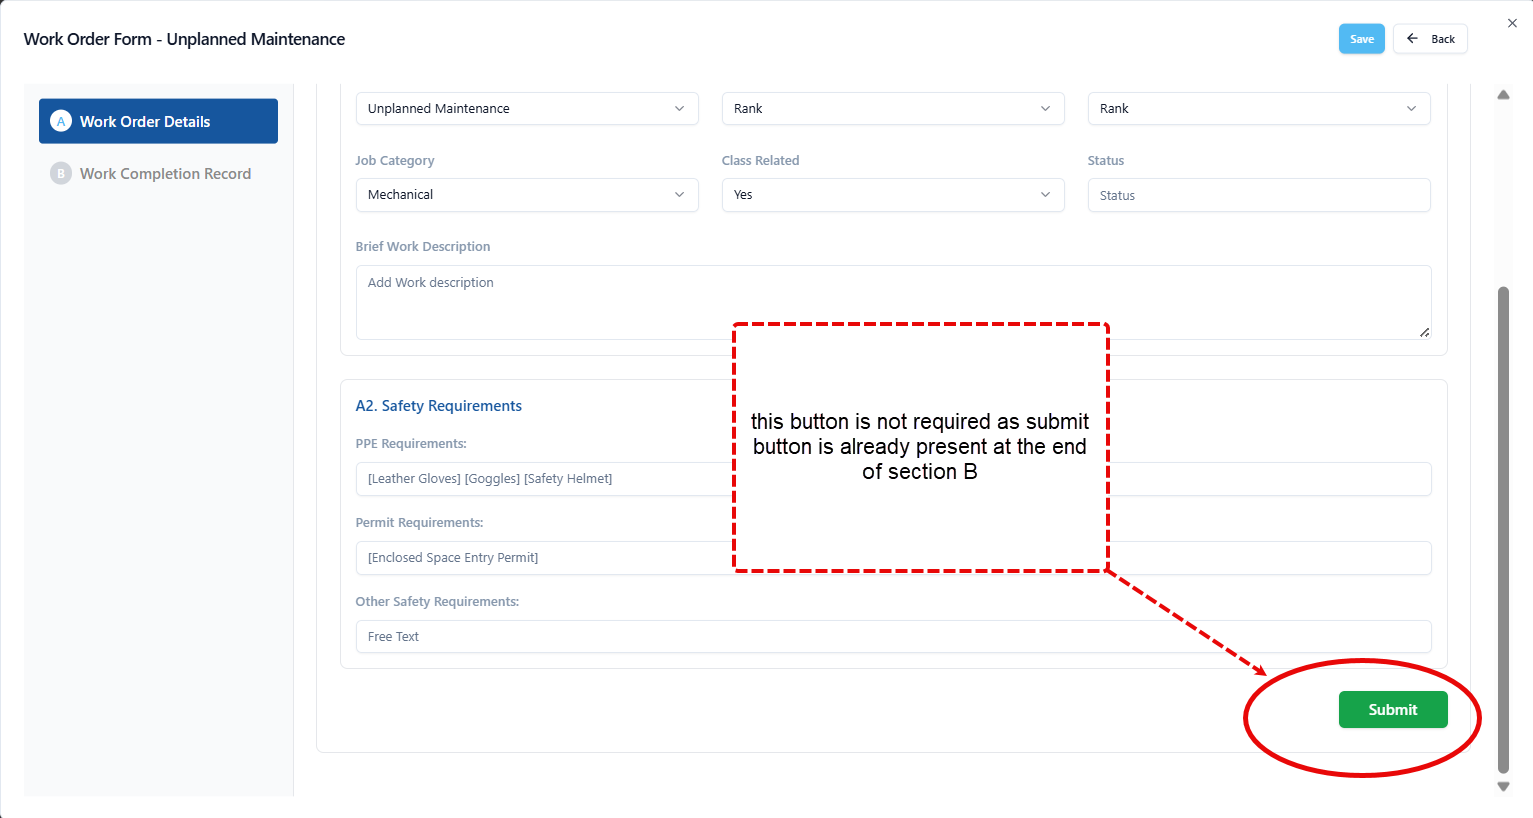 Work Order Form - Unplanned Maintenance
Save
Back
A Work Order Details
B Work Completion Record
Unplanned Maintenance
Rank
Rank
Job Category
Class Related
Status
Mechanical
Yes
Status
Brief Work Description
Add Work description
this button is not required as submit
button is already present at the end
of section B
A2. Safety Requirements
PPE Requirements:
[Leather Gloves] [Goggles] [Safety Helmet]
Permit Requirements:
[Enclosed Space Entry Permit]
Other Safety Requirements:
Free Text
Submit